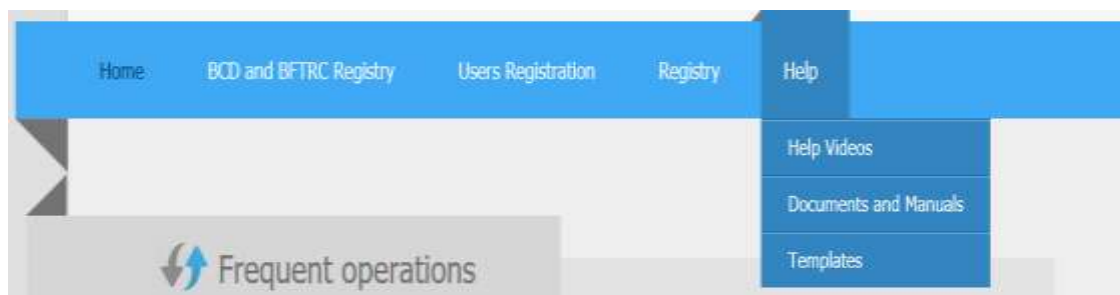 Home BCD and BFTRC Registry Users Registration Registry Help
Help Videos
Documents and Manuals
Templates
Frequent operations